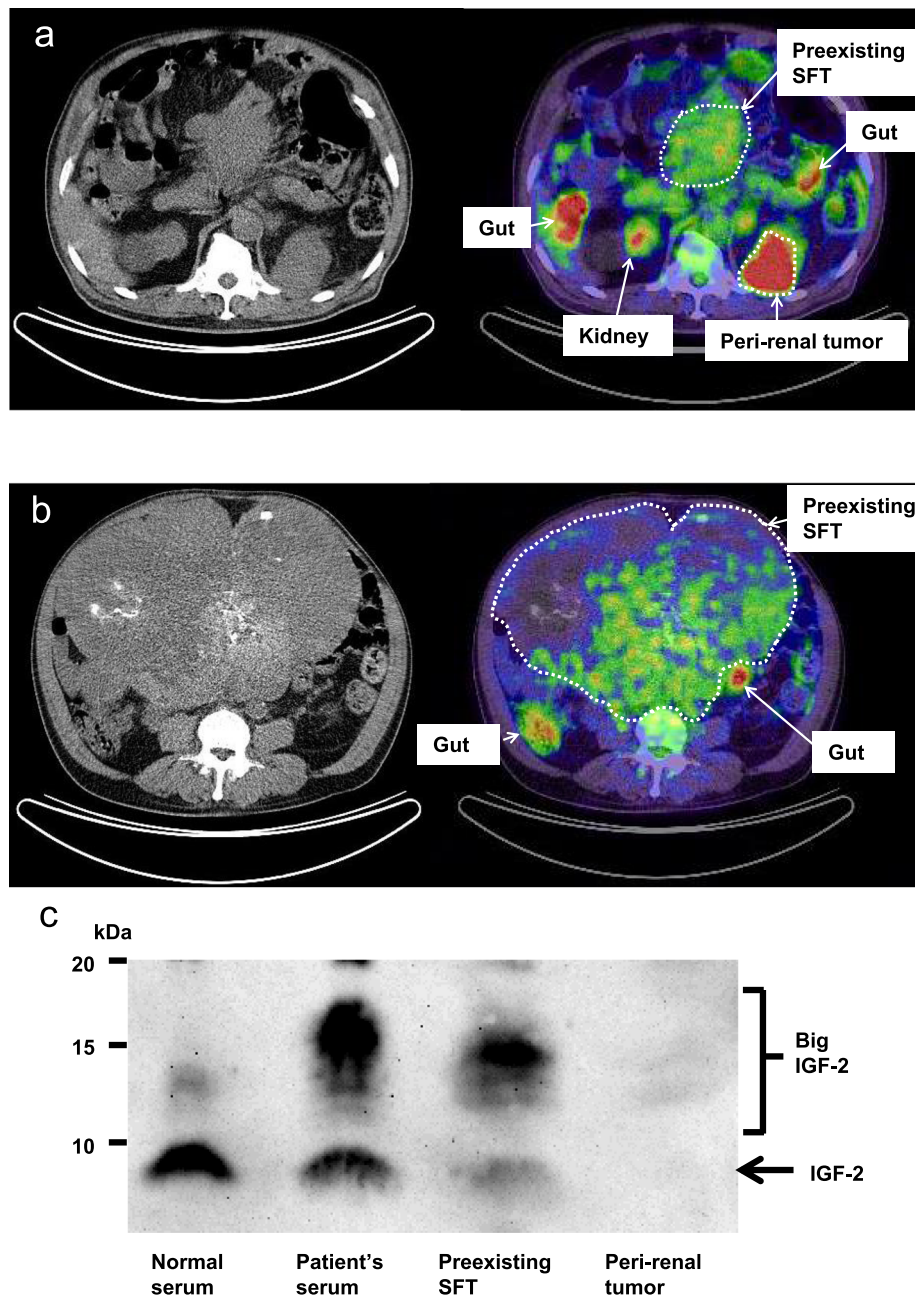 a
Preexisting
SFT
Gut
Gut
Kidney
Peri-renal tumor
b
Preexisting
SFT
Gut
Gut
c
kDa
20
15
10
Big
IGF-2
IGF-2
Normal
serum
Patient's
serum
Preexisting
SFT
Peri-renal
tumor